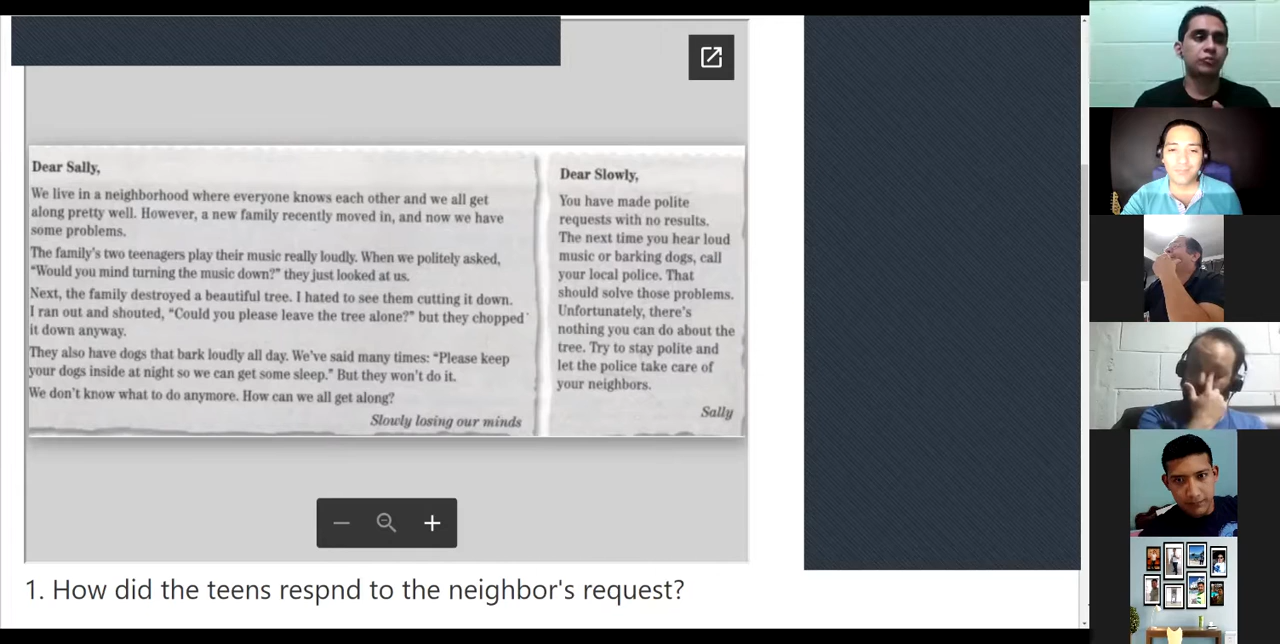 Dear Sally,
We live in a neighborhood where everyone knows each other and we all get
along pretty well. However, a new family recently moved in, and now we have
some problems.
The family's two teenagers play their music really loudly. When we politely asked,
"Would you mind turning the music down?" they just looked at us.
Next, the family destroyed a beautiful tree. I hated to see them cutting it down.
I ran out and shouted, "Could you please leave the tree alone?" but they chopped
it down anyway.
They also have dogs that bark loudly all day. We've said many times: "Please keep
your dogs inside at night so we can get some sleep." But they won't do it.
We don't know what to do anymore. How can we all get along?
Slowly losing our minds
Dear Slowly,
You have made polite
requests with no results.
The next time you hear loud
music or barking dogs, call
your local police. That
should solve those problems.
Unfortunately, there's
nothing you can do about the
tree. Try to stay polite and
let the police take care of
your neighbors.
Sally
1. How did the teens respnd to the neighbor's request?